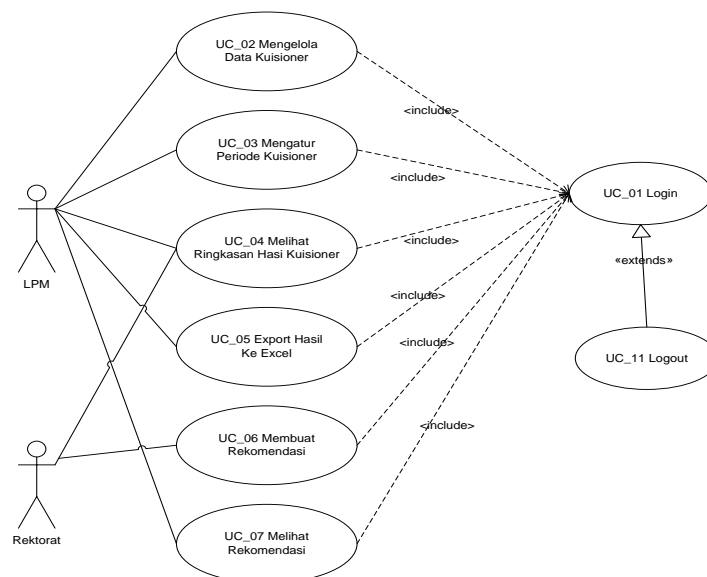 UC_02 Mengelola
Data Kuisioner
<include>
UC_03 Mengatur
Periode Kuisioner
<include>
UC_01 Login
LPM
UC_04 Melihat
Ringkasan Hasi Kuisioner
<include>
«extends»
<include>
UC_05 Export Hasil
Ke Excel
<include>
UC_11 Logout
UC_06 Membuat
Rekomendasi
<include>
Rektorat
UC_07 Melihat
Rekomendasi